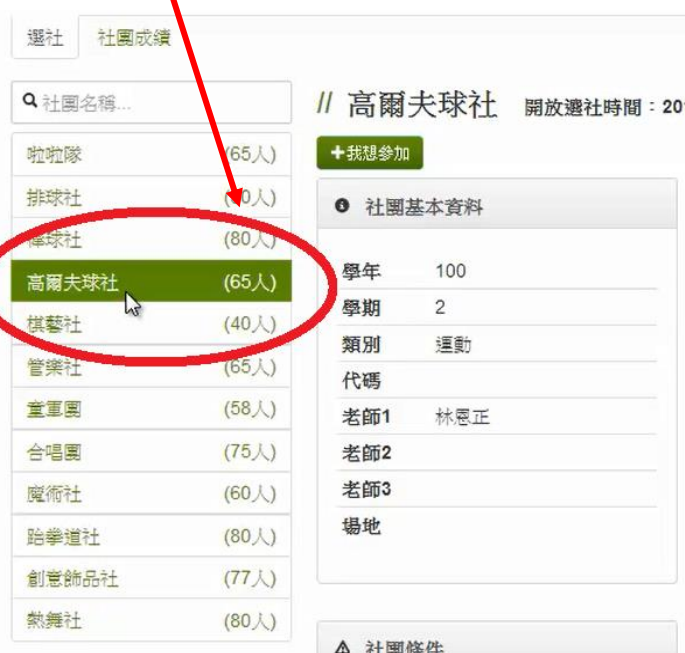 選社 社團成績
社團名稱...
啦啦隊 (65人)
排球社
棒球社 (80人)
高爾夫球社 (65人)
棋藝社 (40人)
管樂社 (65人)
童軍團 (58人)
合唱團 (75人)
魔術社 (60人)
跆拳道社 (80人)
創意飾品社 (77人)
熱舞社 (80人)
// 高爾夫球社 開放選社時間：20
+我想參加
社團基本資料
學年 100
學期 2
類別 運動
代碼
老師1 林恩正
老師2
老師3
場地
社團條件